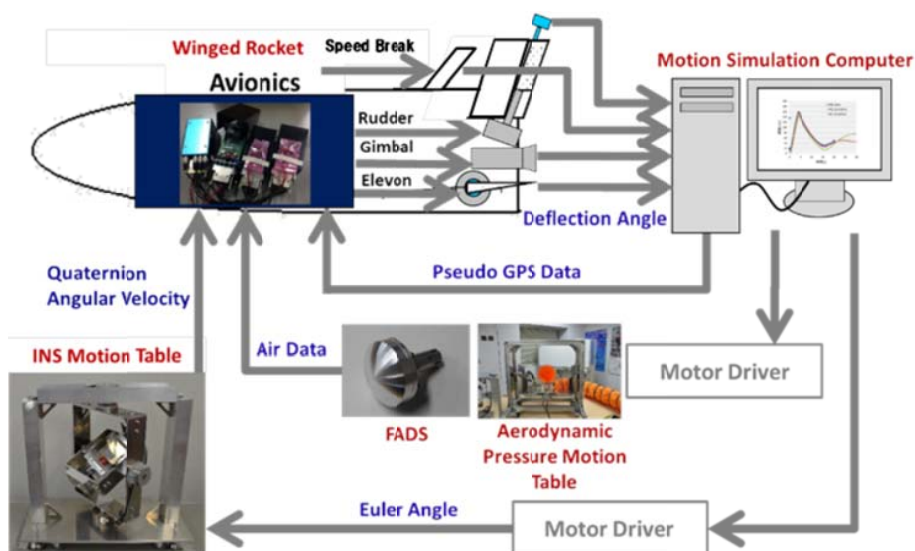 Winged Rocket
Speed Break
Motion Simulation Computer
Avionics
Rudder
Gimbal
Elevon
Deflection Angle
Quaternion
Angular Velocity
Pseudo GPS Data
INS Motion Table
Air Data
Motor Driver
FADS
Aerodynamic
Pressure Motion
Table
Euler Angle
Motor Driver